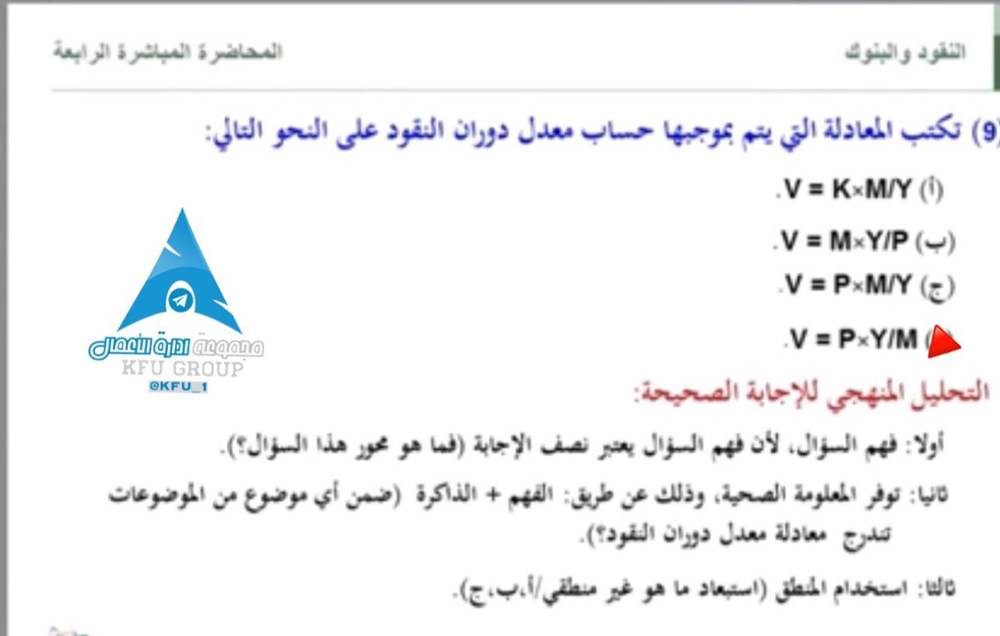 النقود والبنوك
المحاضرة المباشرة الرابعة
(9) تكتب المعادلة التي يتم بموجبها حساب معدل دوران النقود على النحو التالي:
(أ) V = K×M/Y.
(ب) V = M×Y/P.
(ج) V = P×M/Y.
V = P×Y/M.
مجموعة ادارة الأعمال
KFU GROUP
@KFU_1
التحليل المنهجي للإجابة الصحيحة:
أولا: فهم السؤال، لأن فهم السؤال يعتبر نصف الإجابة (فما هو محور هذا السؤال؟).
ثانيا: توفر المعلومة الصحية، وذلك عن طريق: الفهم + الذاكرة (ضمن أي موضوع من الموضوعات
تندرج معادلة معدل دوران النقود؟).
ثالثا: استخدام المنطق (استبعاد ما هو غير منطقي/أ،ب،ج).